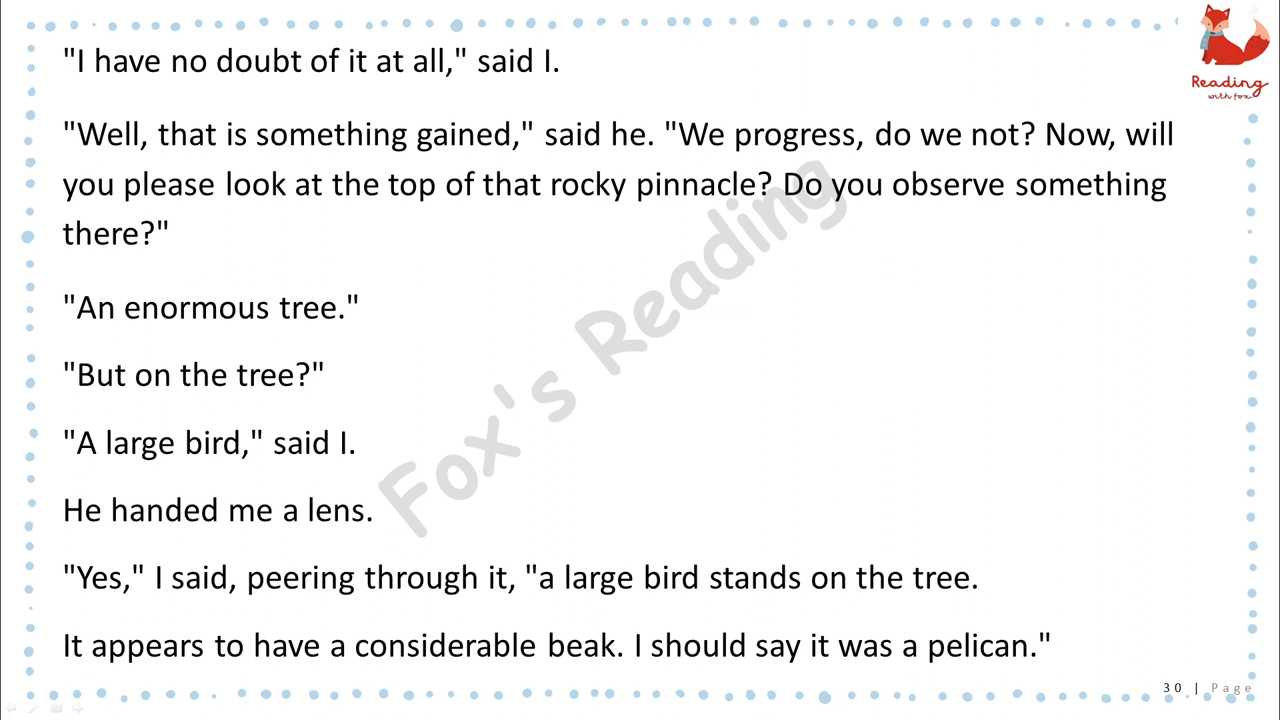 "I have no doubt of it at all," said I.
"Well, that is something gained," said he. "We progress, do we not? Now, will
you please look at the top of that rocky pinnacle? Do you observe something
there?"
"An enormous tree."
"But on the tree?"
"A large bird," said I.
He handed me a lens.
"Yes," I said, peering through it, "a large bird stands on the tree.
It appears to have a considerable beak. I should say it was a pelican."
Fox's Reading
Reading
with fox
30 | Page